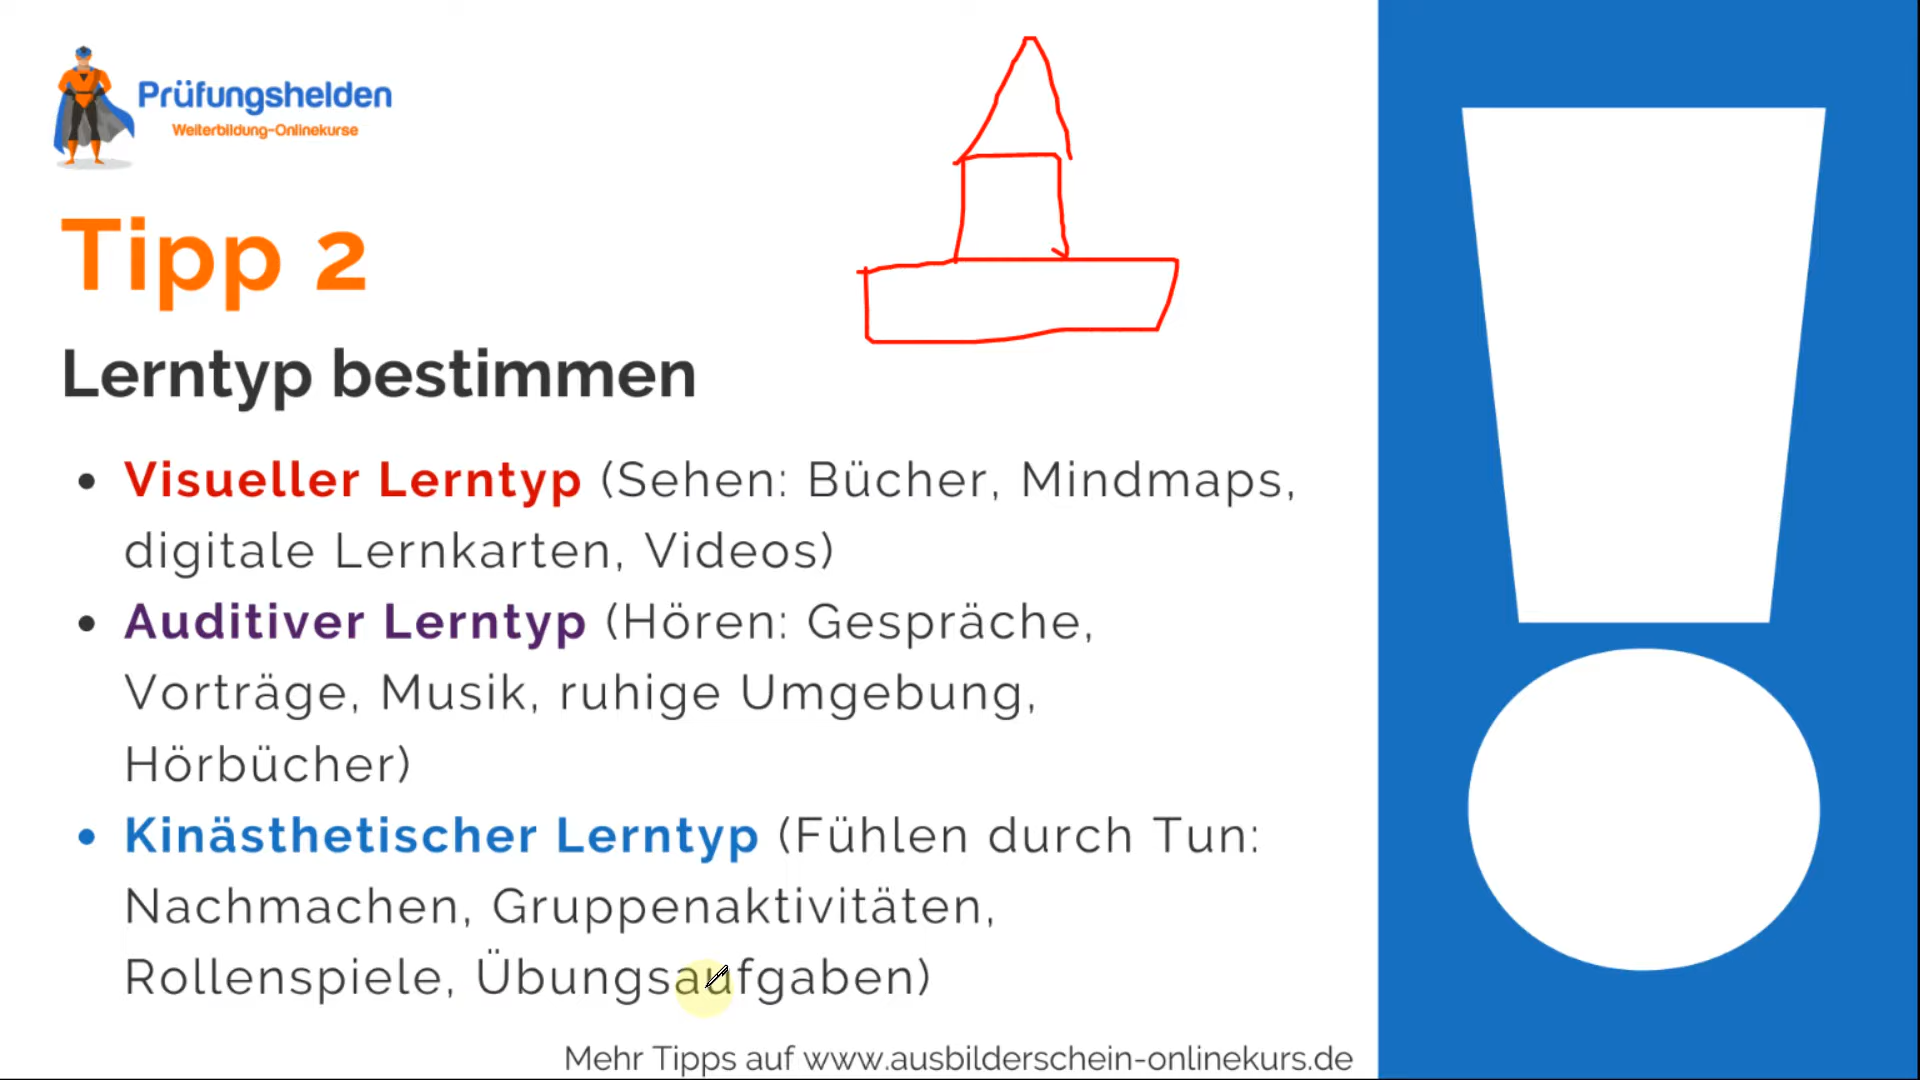 Prüfungshelden
Weiterbildung-Onlinekurse
Tipp 2
Lerntyp bestimmen
• Visueller Lerntyp (Sehen: Bücher, Mindmaps,
digitale Lernkarten, Videos)
• Auditiver Lerntyp (Hören: Gespräche,
Vorträge, Musik, ruhige Umgebung,
Hörbücher)
• Kinästhetischer Lerntyp (Fühlen durch Tun:
Nachmachen, Gruppenaktivitäten,
Rollenspiele, Übungsaufgaben)
Mehr Tipps auf www.ausbilderschein-onlinekurs.de